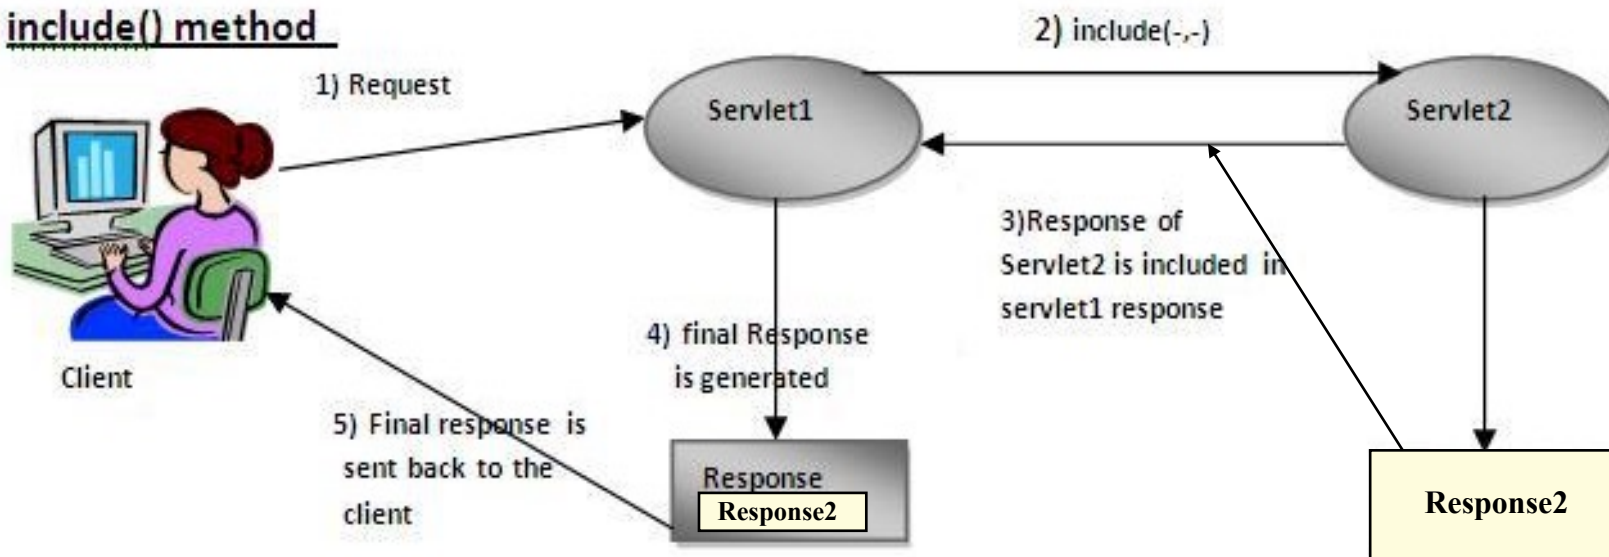 include() method
2) include(-,-)
1) Request
Servlet1
Servlet2
3)Response of
Servlet2 is included in
servlet1 response
4) final Response
is generated
Client
5) Final response is
sent back to the
client
Response
Response2
Response2